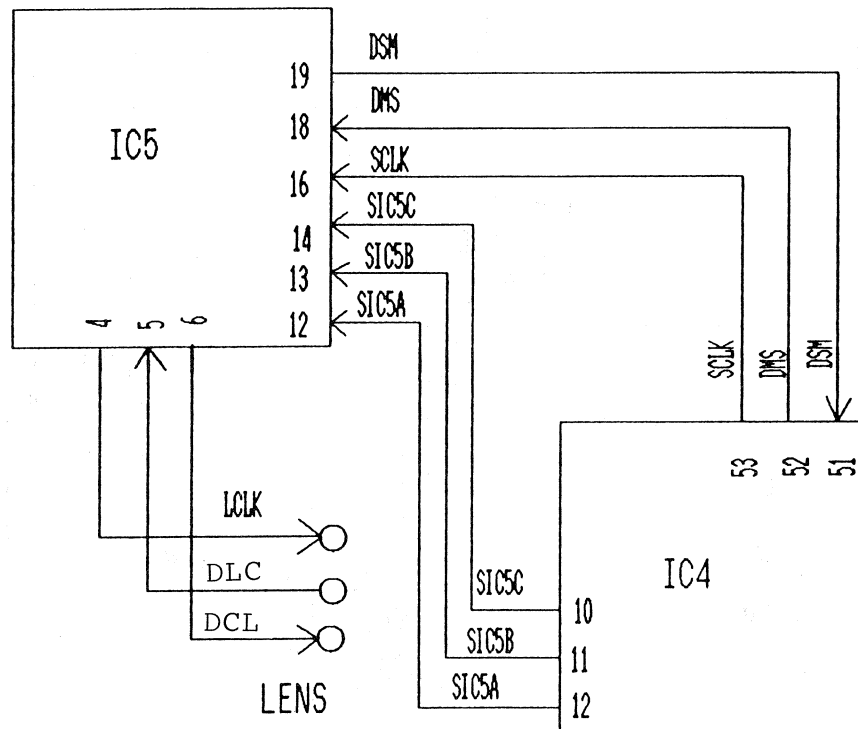 DSM
19
DMS
18
IC5
SCLK
16
SIC5C
14
SIC5B
13
SIC5A
12
4
5
6
SCLK
DMS
DSM
53
52
51
LCLK
DLC
DCL
LENS
IC4
SIC5C
10
SIC5B
11
SIC5A
12